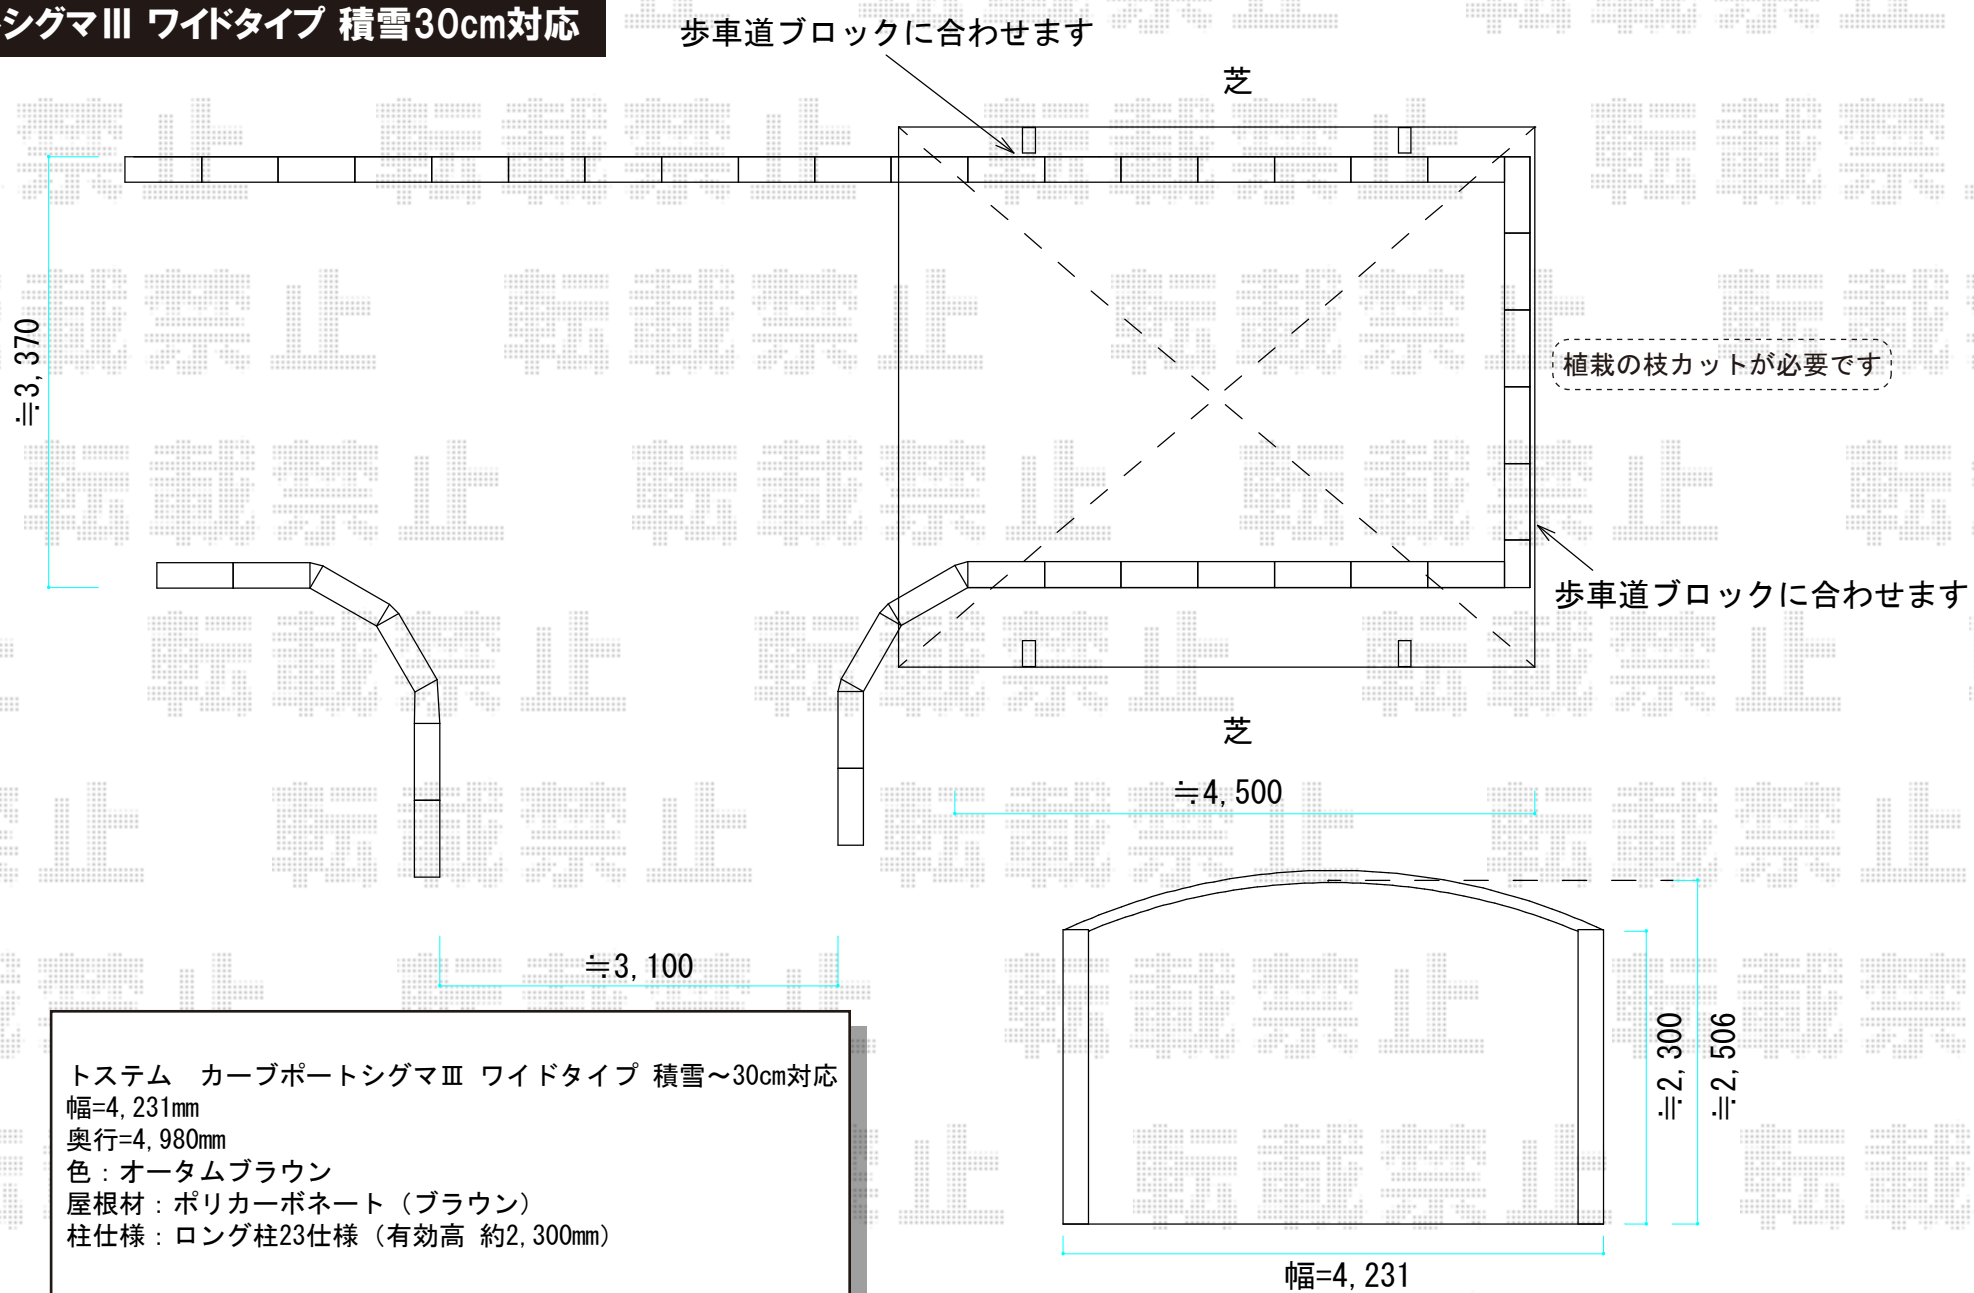 シグマⅢ ワイドタイプ 積雪30cm対応
歩車道ブロックに合わせます
芝
≒3,370
植栽の枝カットが必要です
歩車道ブロックに合わせます
芝
≒4,500
≒3,100
≒2,300
≒2,506
幅=4,231
トステム カーブポートシグマⅢ ワイドタイプ 積雪～30cm対応
幅=4,231mm
奥行=4,980mm
色：オータムブラウン
屋根材：ポリカーボネート（ブラウン）
柱仕様：ロング柱23仕様（有効高 約2,300mm）
転載禁止